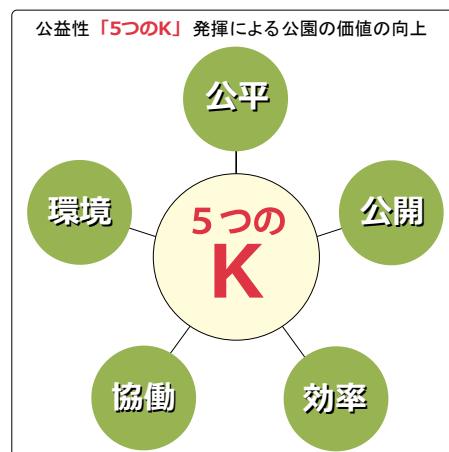 公益性「5つのK」発揮による公園の価値の向上
公平
環境
5つの
K
公開
協働
効率